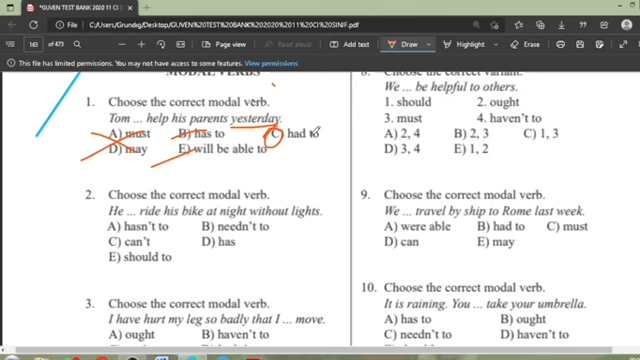 *GUVEN TEST BANK 2020 11 CI SINIF.pdf
File | C:/Users/Grundig/Desktop/GUVEN%20TEST%20BANK%202020%2011%20CI%20SINIF.pdf
163 of 473
Page view
Read aloud
Add text
Draw
Highlight
Erase
This file has limited permissions. You may not have access to some features. View permissions
MODAL VERBS
1. Choose the correct modal verb.
Tom ... help his parents yesterday.
A) must B) has to C) had to
D) may E) will be able to
2. Choose the correct modal verb.
He ... ride his bike at night without lights.
A) hasn't to B) needn't to
C) can't D) has
E) should to
3. Choose the correct modal verb.
I have hurt my leg so badly that I ... move.
A) ought B) haven't to
8. Choose the correct variant.
We ... be helpful to others.
1. should 2. ought
3. must 4. haven't to
A) 2, 4 B) 2, 3 C) 1, 3
D) 3, 4 E) 1, 2
9. Choose the correct modal verb.
We ... travel by ship to Rome last week.
A) were able B) had to C) must
D) can E) may
10. Choose the correct modal verb.
It is raining. You ... take your umbrella.
A) has to B) ought
C) needn't to D) haven't to